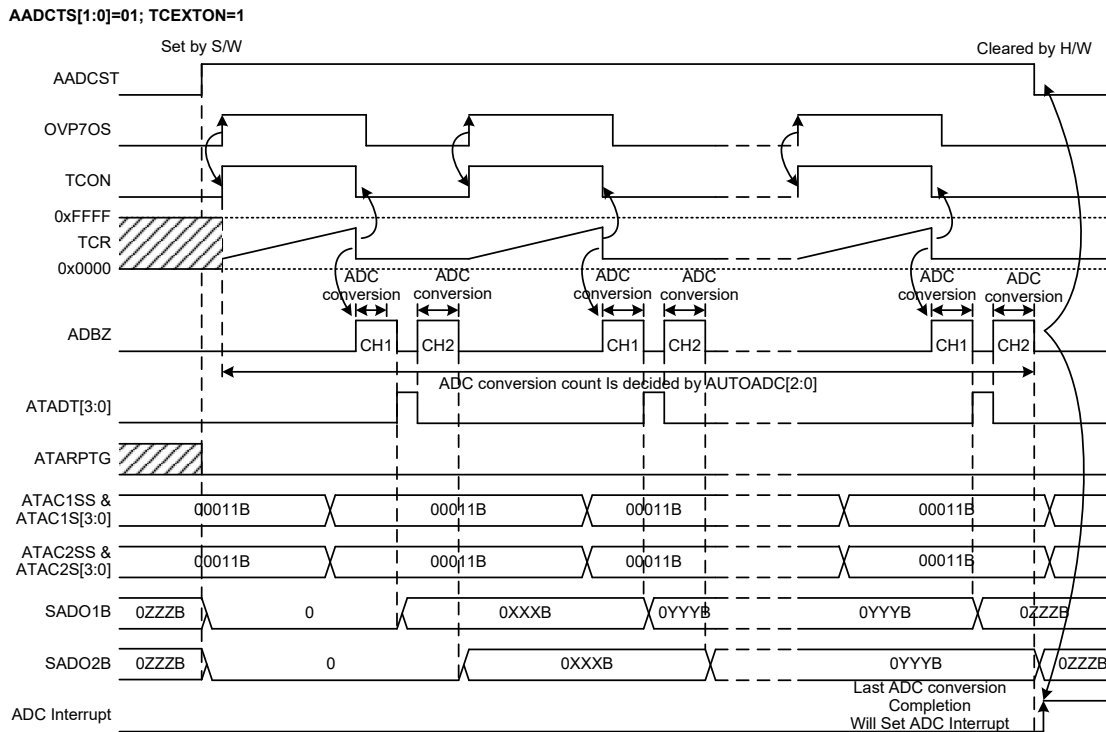 AADCTS[1:0]=01; TCEXTON=1
Set by S/W
Cleared by H/W
AADCST
OVP7OS
TCON
0xFFFF
TCR
0x0000
ADC
conversion
ADC
conversion
ADC
conversion
ADC
conversion
ADC
conversion
ADC
conversion
ADBZ
CH1
CH2
CH1
CH2
CH1
CH2
ADC conversion count Is decided by AUTOADC[2:0]
ATADT[3:0]
ATARPTG
ATAC1SS &
ATAC1S[3:0]
00011B
00011B
00011B
00011B
ATAC2SS &
ATAC2S[3:0]
00011B
00011B
00011B
00011B
SADO1B
0ZZZB
0
0XXXB
0YYYB
0YYYB
0ZZZB
SADO2B
0ZZZB
0
0XXXB
0YYYB
0ZZZB
Last ADC conversion
Completion
Will Set ADC Interrupt
ADC Interrupt